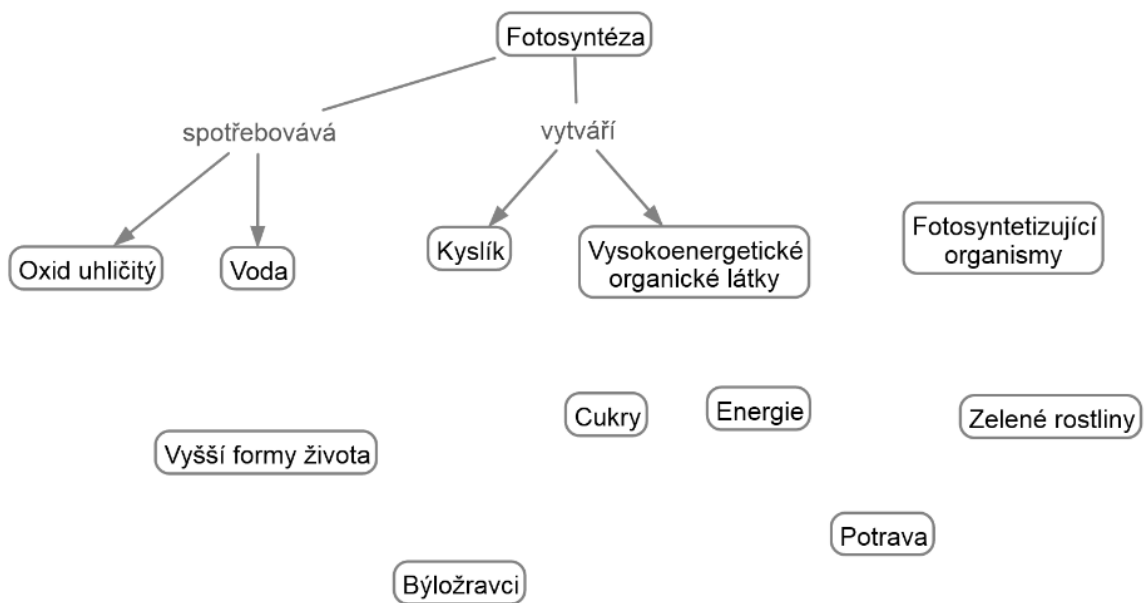 Fotosyntéza
spotřebovává
vytváří
Oxid uhličitý
Voda
Kyslík
Vysokoenergetické
organické látky
Fotosyntetizující
organismy
Cukry
Energie
Zelené rostliny
Vyšší formy života
Potrava
Býložravci